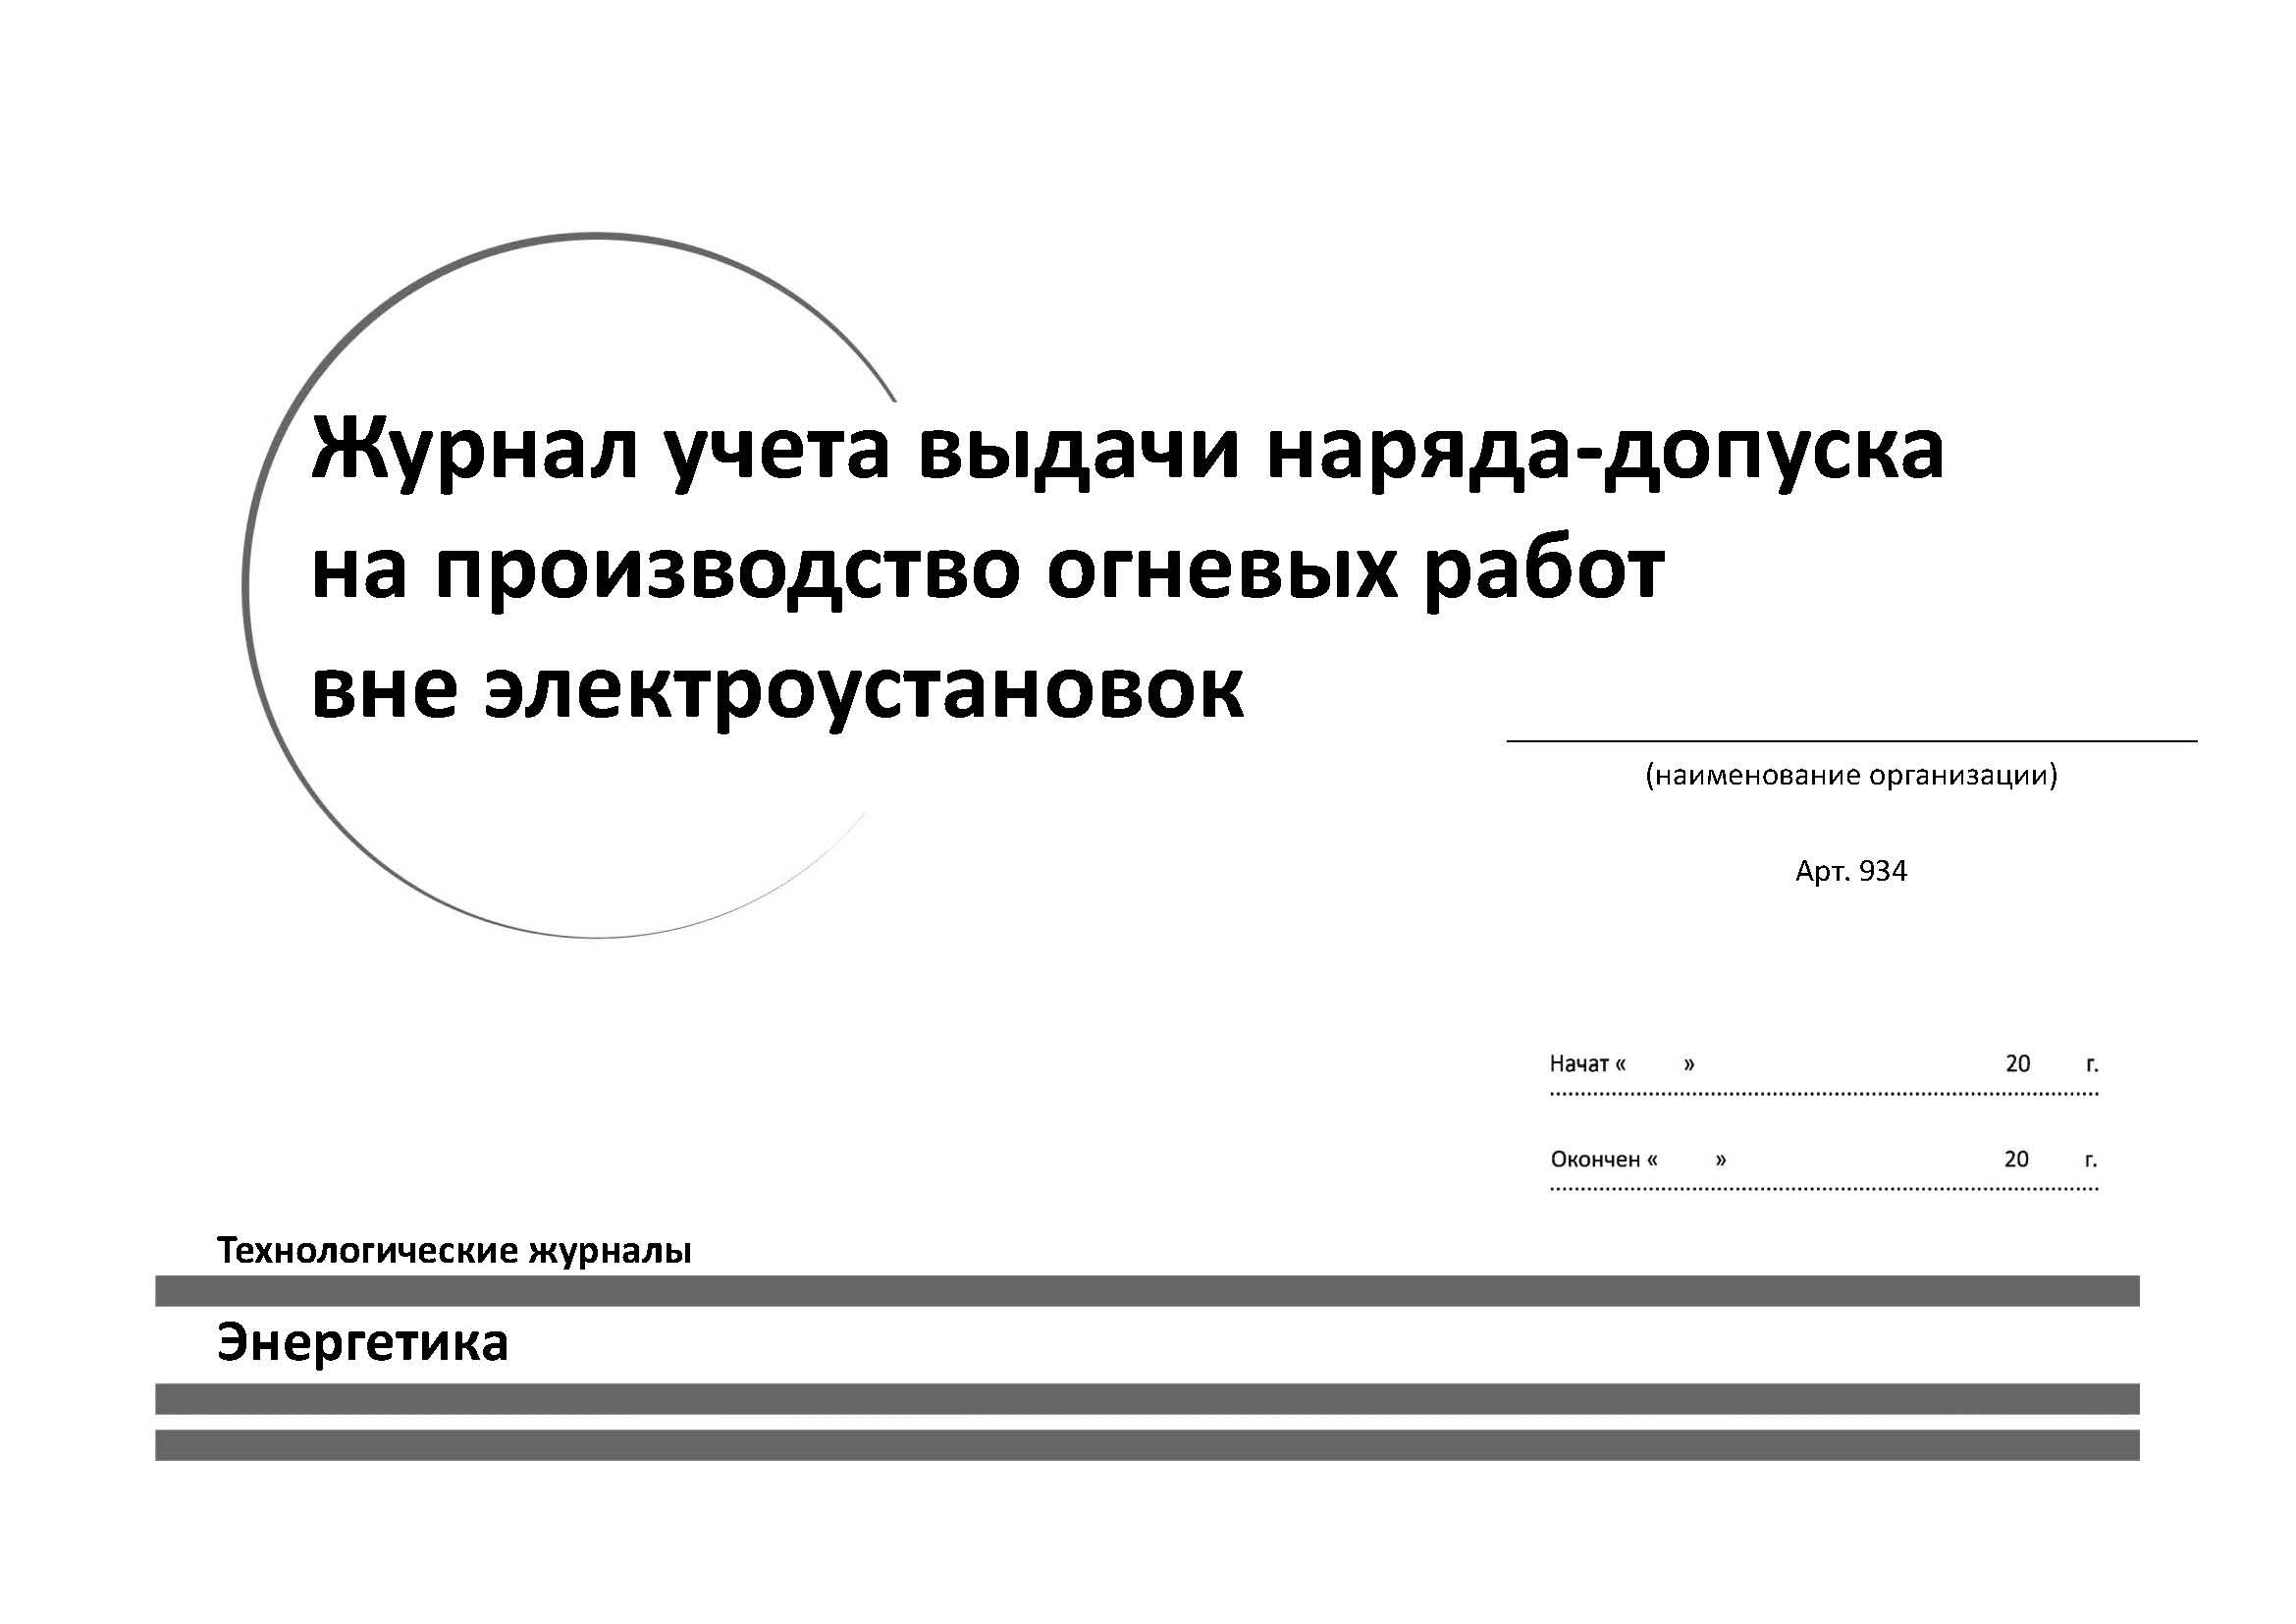 Журнал учета выдачи наряда-допуска
на производство огневых работ
вне электроустановок
(наименование организации)
Арт. 934
Начат « » 20 г.
Окончен « » 20 г.
Технологические журналы
Энергетика